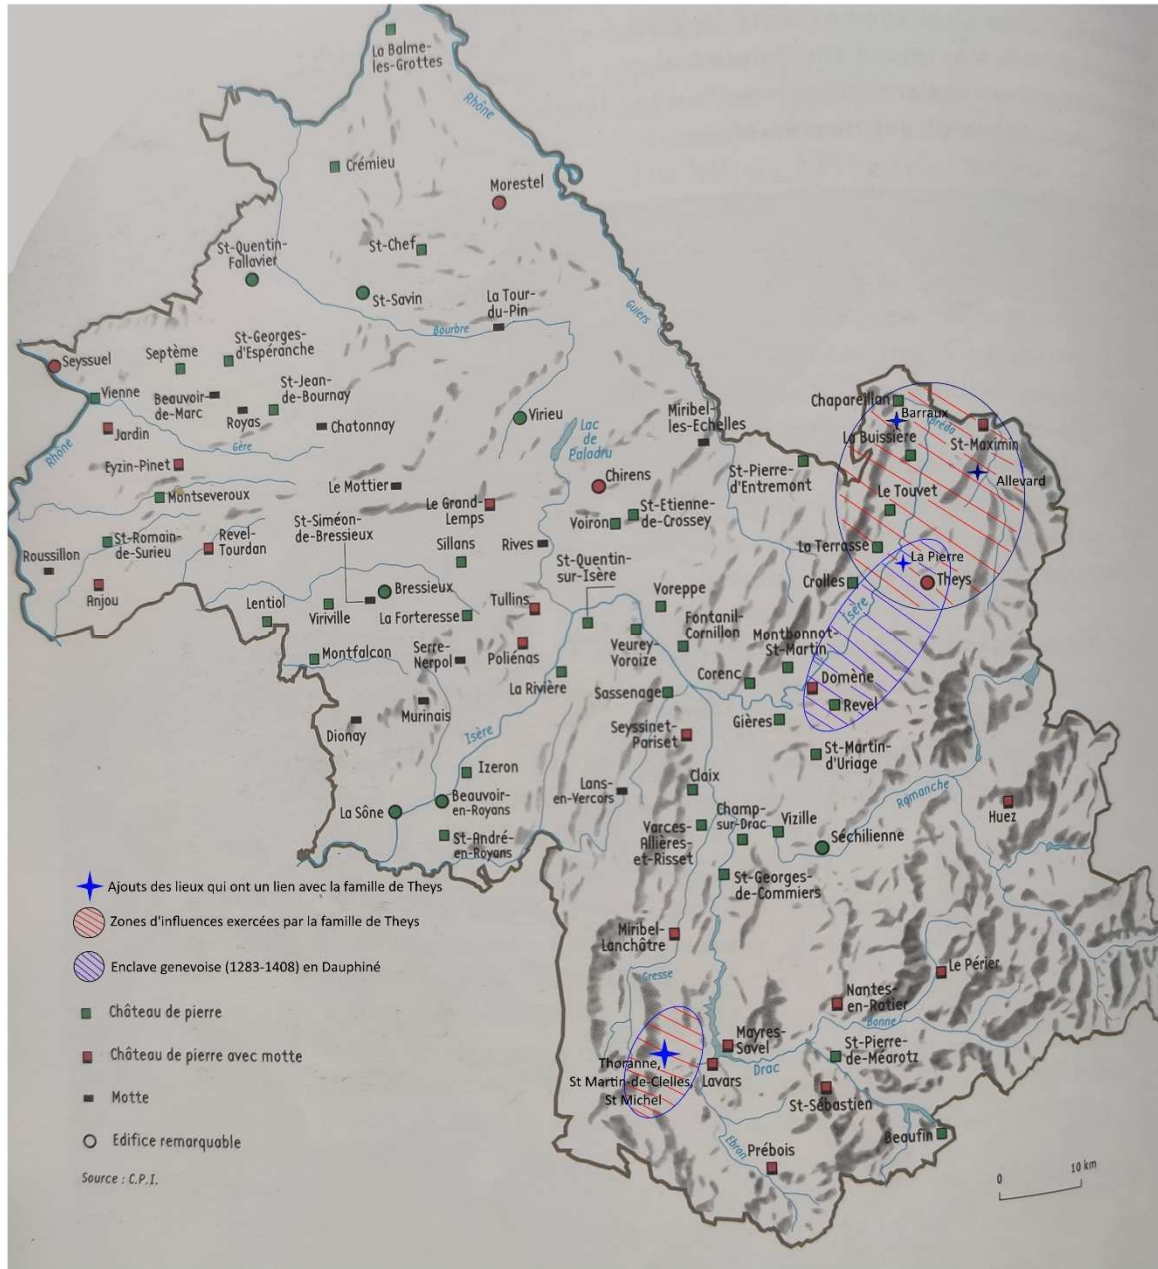 La Balme-
les-Grottes
Rhône
Crémieu
Morestel
St-Chef
St-Quentin-
Fallavier
St-Savin
La Tour-
du-Pin
Guiers
Bourbre
St-Georges-
d'Espéranche
Septème
Seyssuel
Vienne
Beauvoir-
de-Marc
Royas
St-Jean-
de-Bournay
Chatonnay
Jardin
Gère
Rhône
Eyzin-Pinet
Montseveroux
Virieu
Lac
de
Paladru
Miribel-
les-Echelles
Chirens
St-Pierre-
d'Entremont
Chapareillan
Barraux
Bréda
La Buissière
St-Maximin
Allevard
Le Touvet
La Terrasse
La Pierre
Theys
Crolles
Isère
Le Mottier
Le Grand-
Lemps
St-Siméon-
de-Bressieux
Sillans
Rives
Voiron
St-Etienne-
de-Crossey
St-Quentin-
sur-Isère
St-Romain-
de-Surieu
Revel-
Tourdan
Roussillon
Anjou
Lentiol
Viriville
Bressieux
La Forteresse
Tullins
Voreppe
Fontanil-
Cornillon
Montbonnot-
St-Martin
Montfalcon
Serre-
Nerpol
Poliénas
Veurey-
Voroize
La Rivière
Sassenage
Corenc
Domène
Revel
Gières
Murinais
Dionay
Isère
Seyssinet-
Pariset
St-Martin-
d'Uriage
Izeron
Lans-
en-Vercors
Claix
Romanche
Huez
La Sône
Beauvoir-
en-Royans
St-André-
en-Royans
Varces-
Allières-
et-Risset
Champ-
sur-Drac
Vizille
Séchilienne
St-Georges-
de-Commiers
Miribel-
Lanchâtre
Gresse
Le Périer
Nantes-
en-Ratier
Bonne
Mayres-
Savel
St-Pierre-
de-Méarotz
Drac
Thoranne,
St Martin-de-Clelles,
St Michel
Lavars
St-Sébastien
Beaufin
Ebron
Prébois
Ajouts des lieux qui ont un lien avec la famille de Theys
Zones d'influences exercées par la famille de Theys
Enclave genevoise (1283-1408) en Dauphiné
Château de pierre
Château de pierre avec motte
Motte
Edifice remarquable
Source : C.P.I.
0 10 km